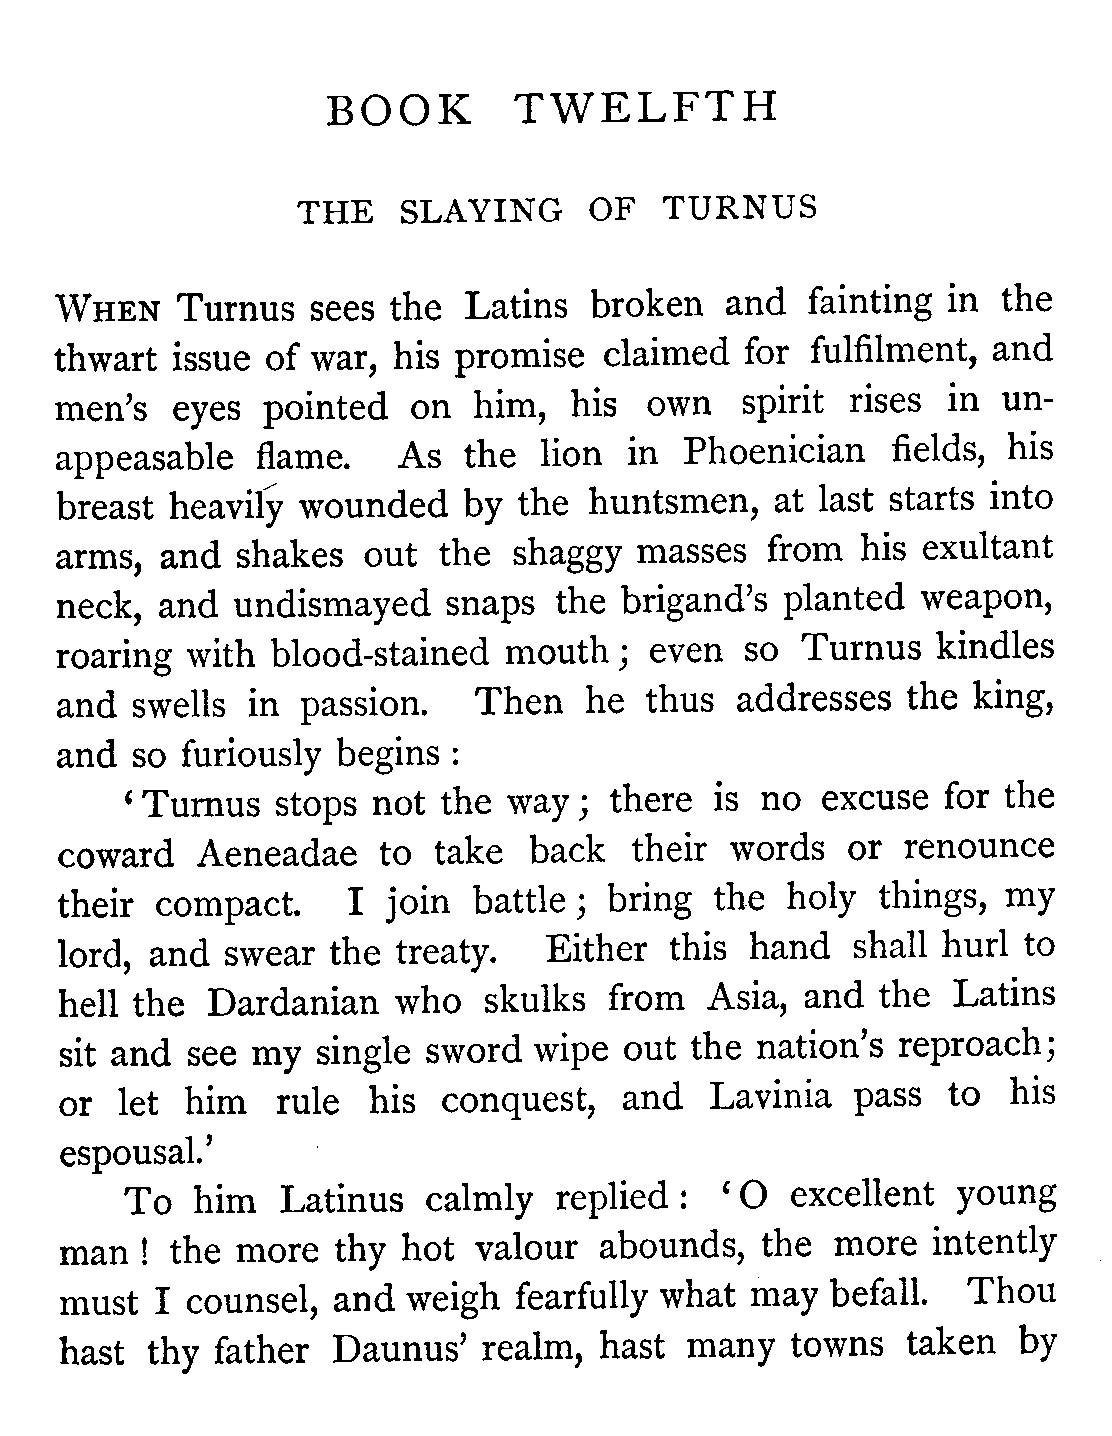 BOOK TWELFTH
THE SLAYING OF TURNUS
WHEN Turnus sees the Latins broken and fainting in the
thwart issue of war, his promise claimed for fulfilment, and
men's eyes pointed on him, his own spirit rises in un-
appeasable flame. As the lion in Phoenician fields, his
breast heavily wounded by the huntsmen, at last starts into
arms, and shakes out the shaggy masses from his exultant
neck, and undismayed snaps the brigand's planted weapon,
roaring with blood-stained mouth; even so Turnus kindles
and swells in passion. Then he thus addresses the king,
and so furiously begins:
‘Turnus stops not the way; there is no excuse for the
coward Aeneadae to take back their words or renounce
their compact. I join battle; bring the holy things, my
lord, and swear the treaty. Either this hand shall hurl to
hell the Dardanian who skulks from Asia, and the Latins
sit and see my single sword wipe out the nation's reproach;
or let him rule his conquest, and Lavinia pass to his
espousal.’
To him Latinus calmly replied: ‘O excellent young
man! the more thy hot valour abounds, the more intently
must I counsel, and weigh fearfully what may befall. Thou
hast thy father Daunus' realm, hast many towns taken by